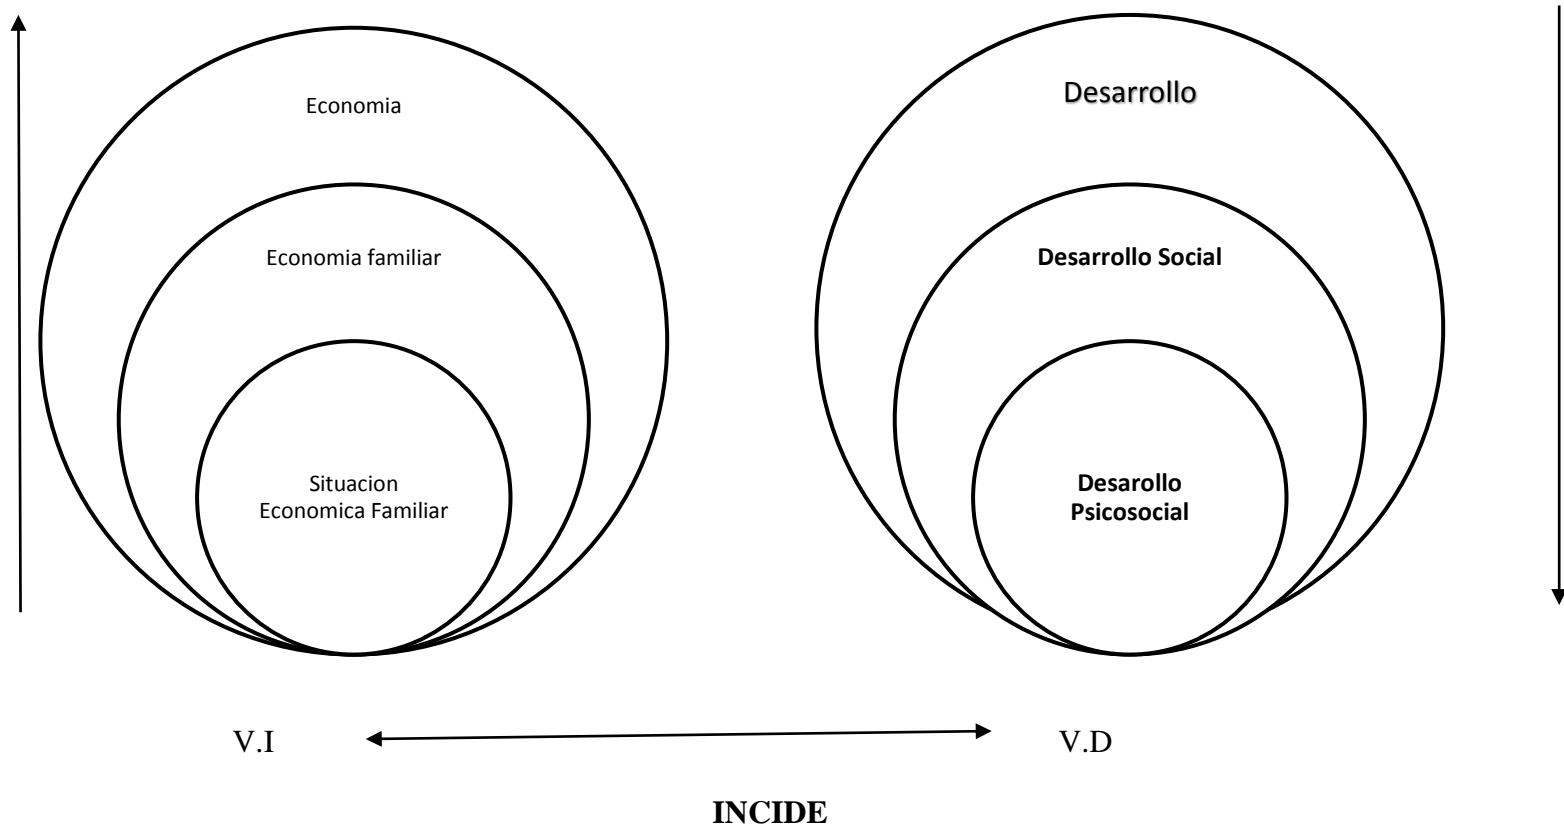 Economia
Economia familiar
Situacion
Economica Familiar
Desarrollo
Desarrollo Social
Desarollo
Psicosocial
V.I
V.D
INCIDE